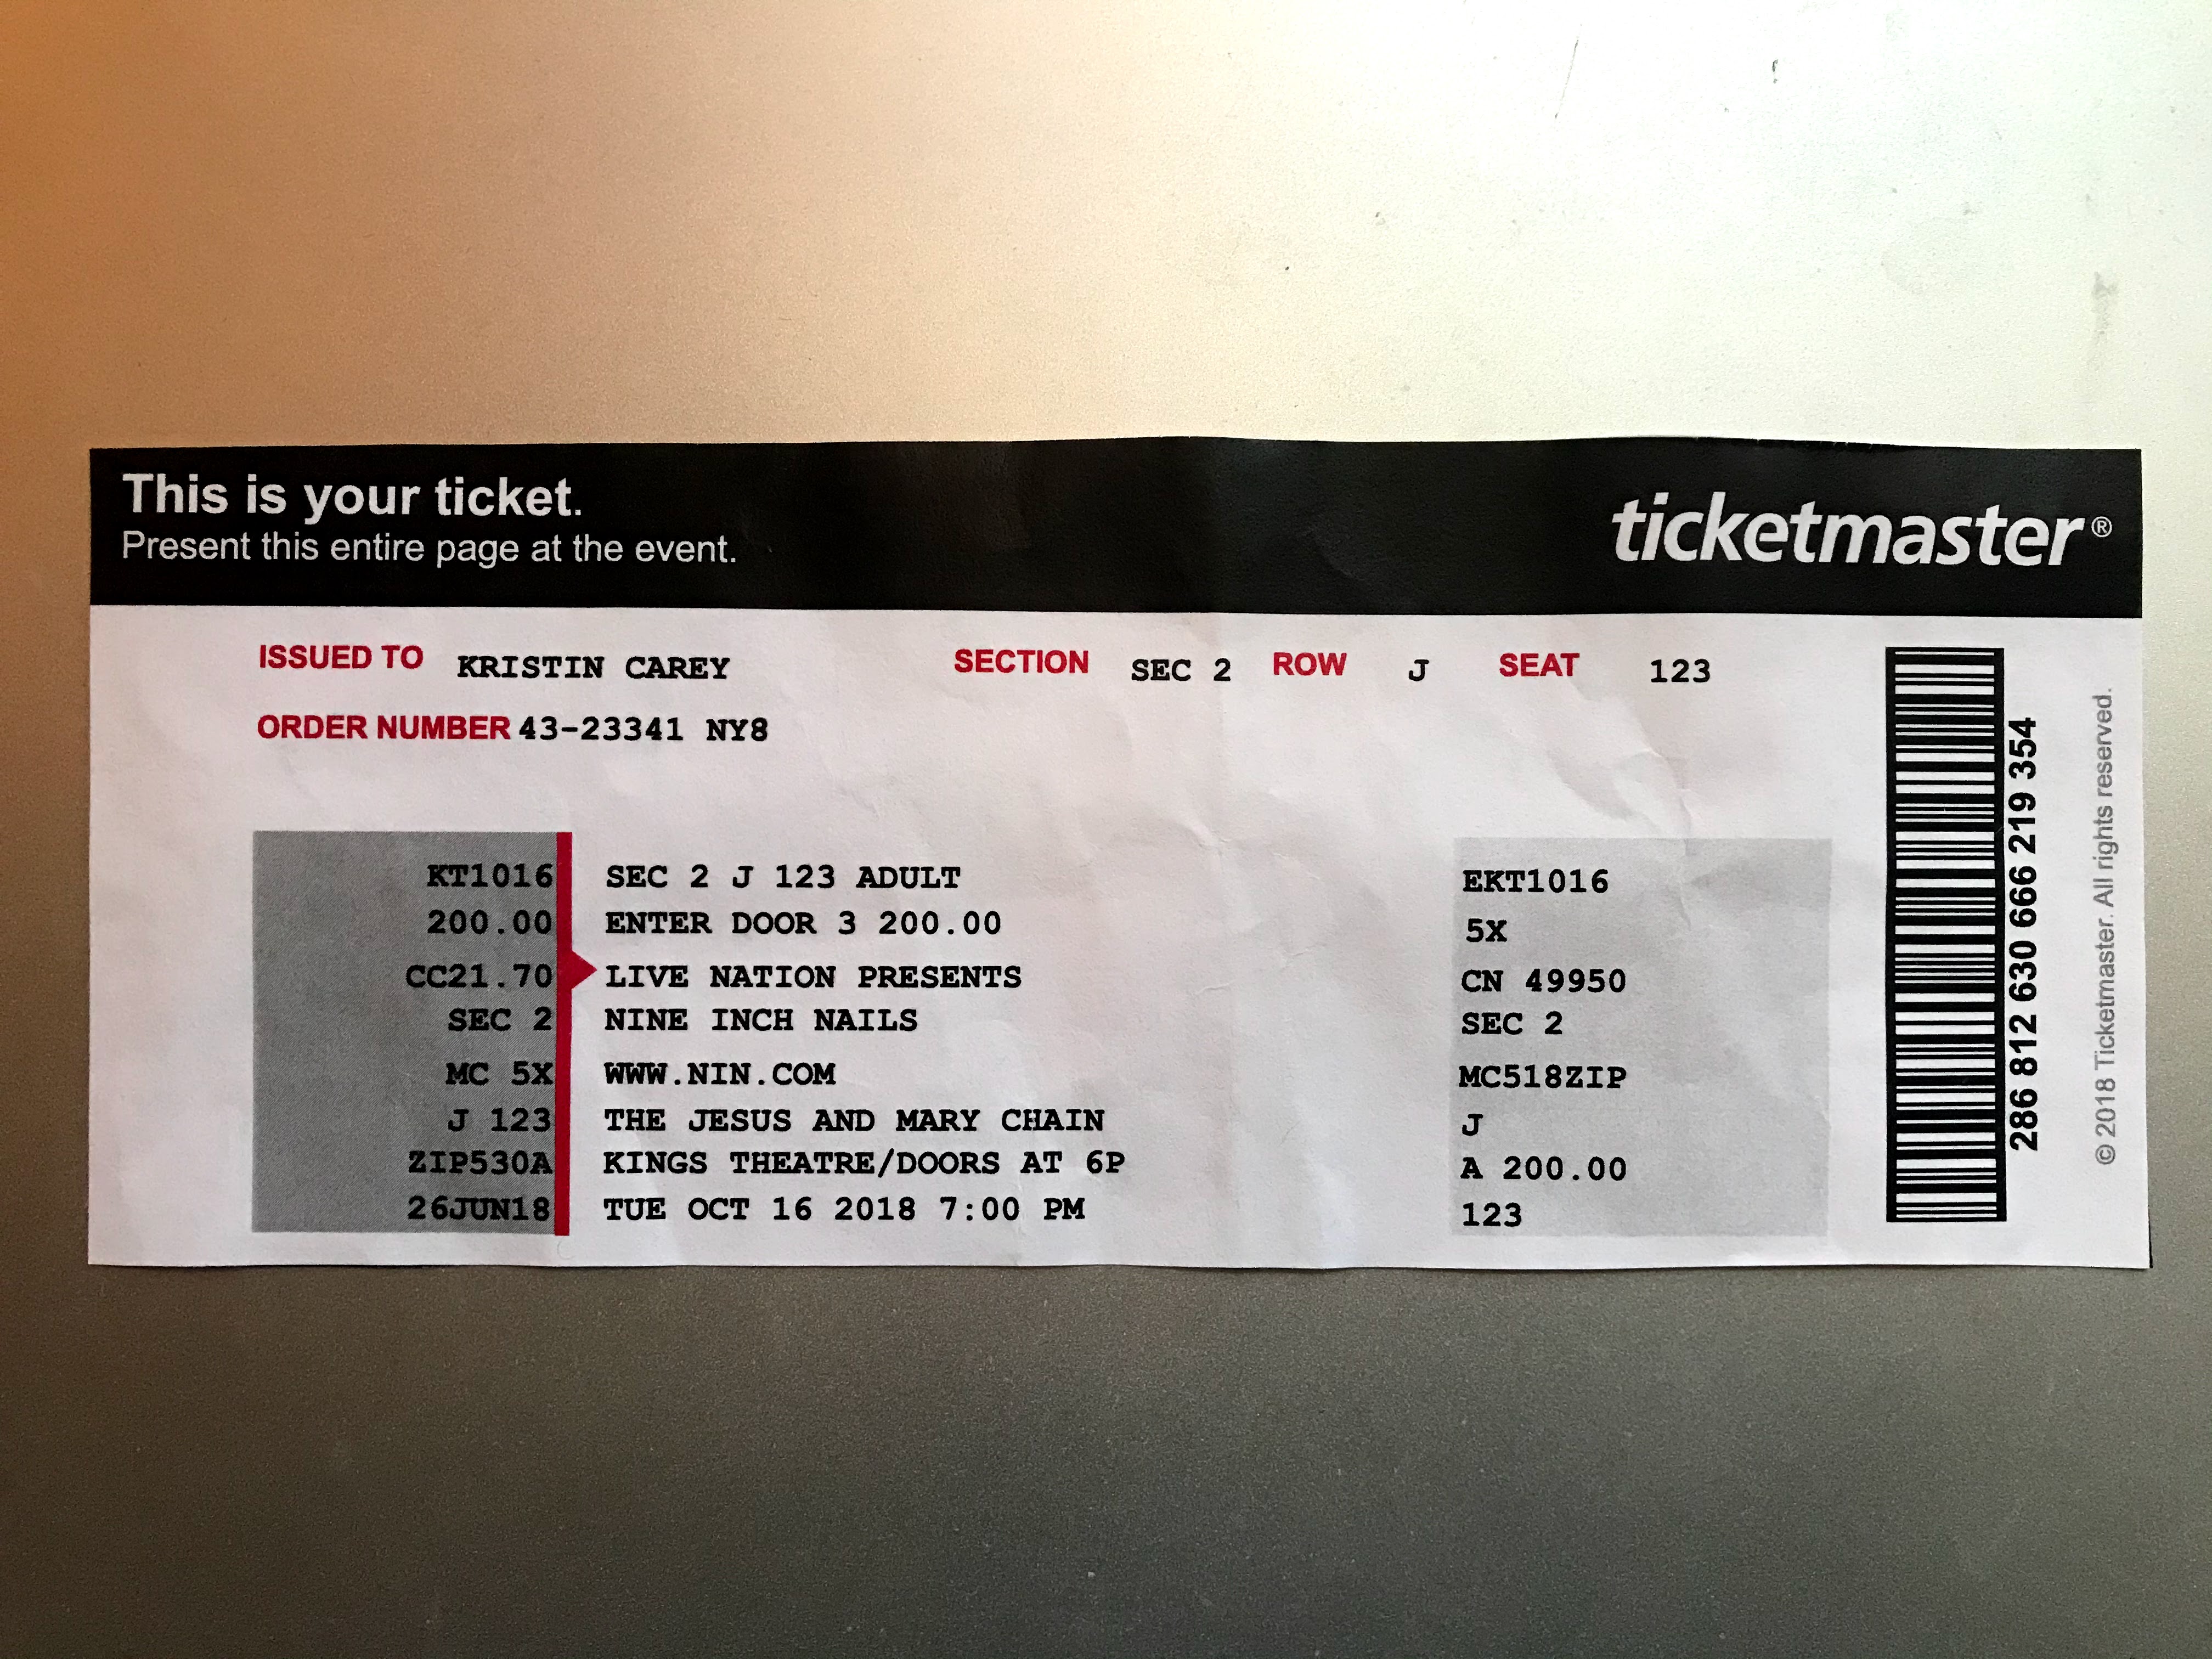 This is your ticket.
Present this entire page at the event.
ticketmaster®
ISSUED TO KRISTIN CAREY SECTION SEC 2 ROW J SEAT 123
ORDER NUMBER 43-23341 NY8
KT1016 SEC 2 J 123 ADULT EKT1016
200.00 ENTER DOOR 3 200.00 5X
CC21.70 LIVE NATION PRESENTS CN 49950
SEC 2 NINE INCH NAILS SEC 2
MC 5X WWW.NIN.COM MC518ZIP
J 123 THE JESUS AND MARY CHAIN J
ZIP530A KINGS THEATRE/DOORS AT 6P A 200.00
26JUN18 TUE OCT 16 2018 7:00 PM 123
286 812 630 666 219 354
© 2018 Ticketmaster. All rights reserved.